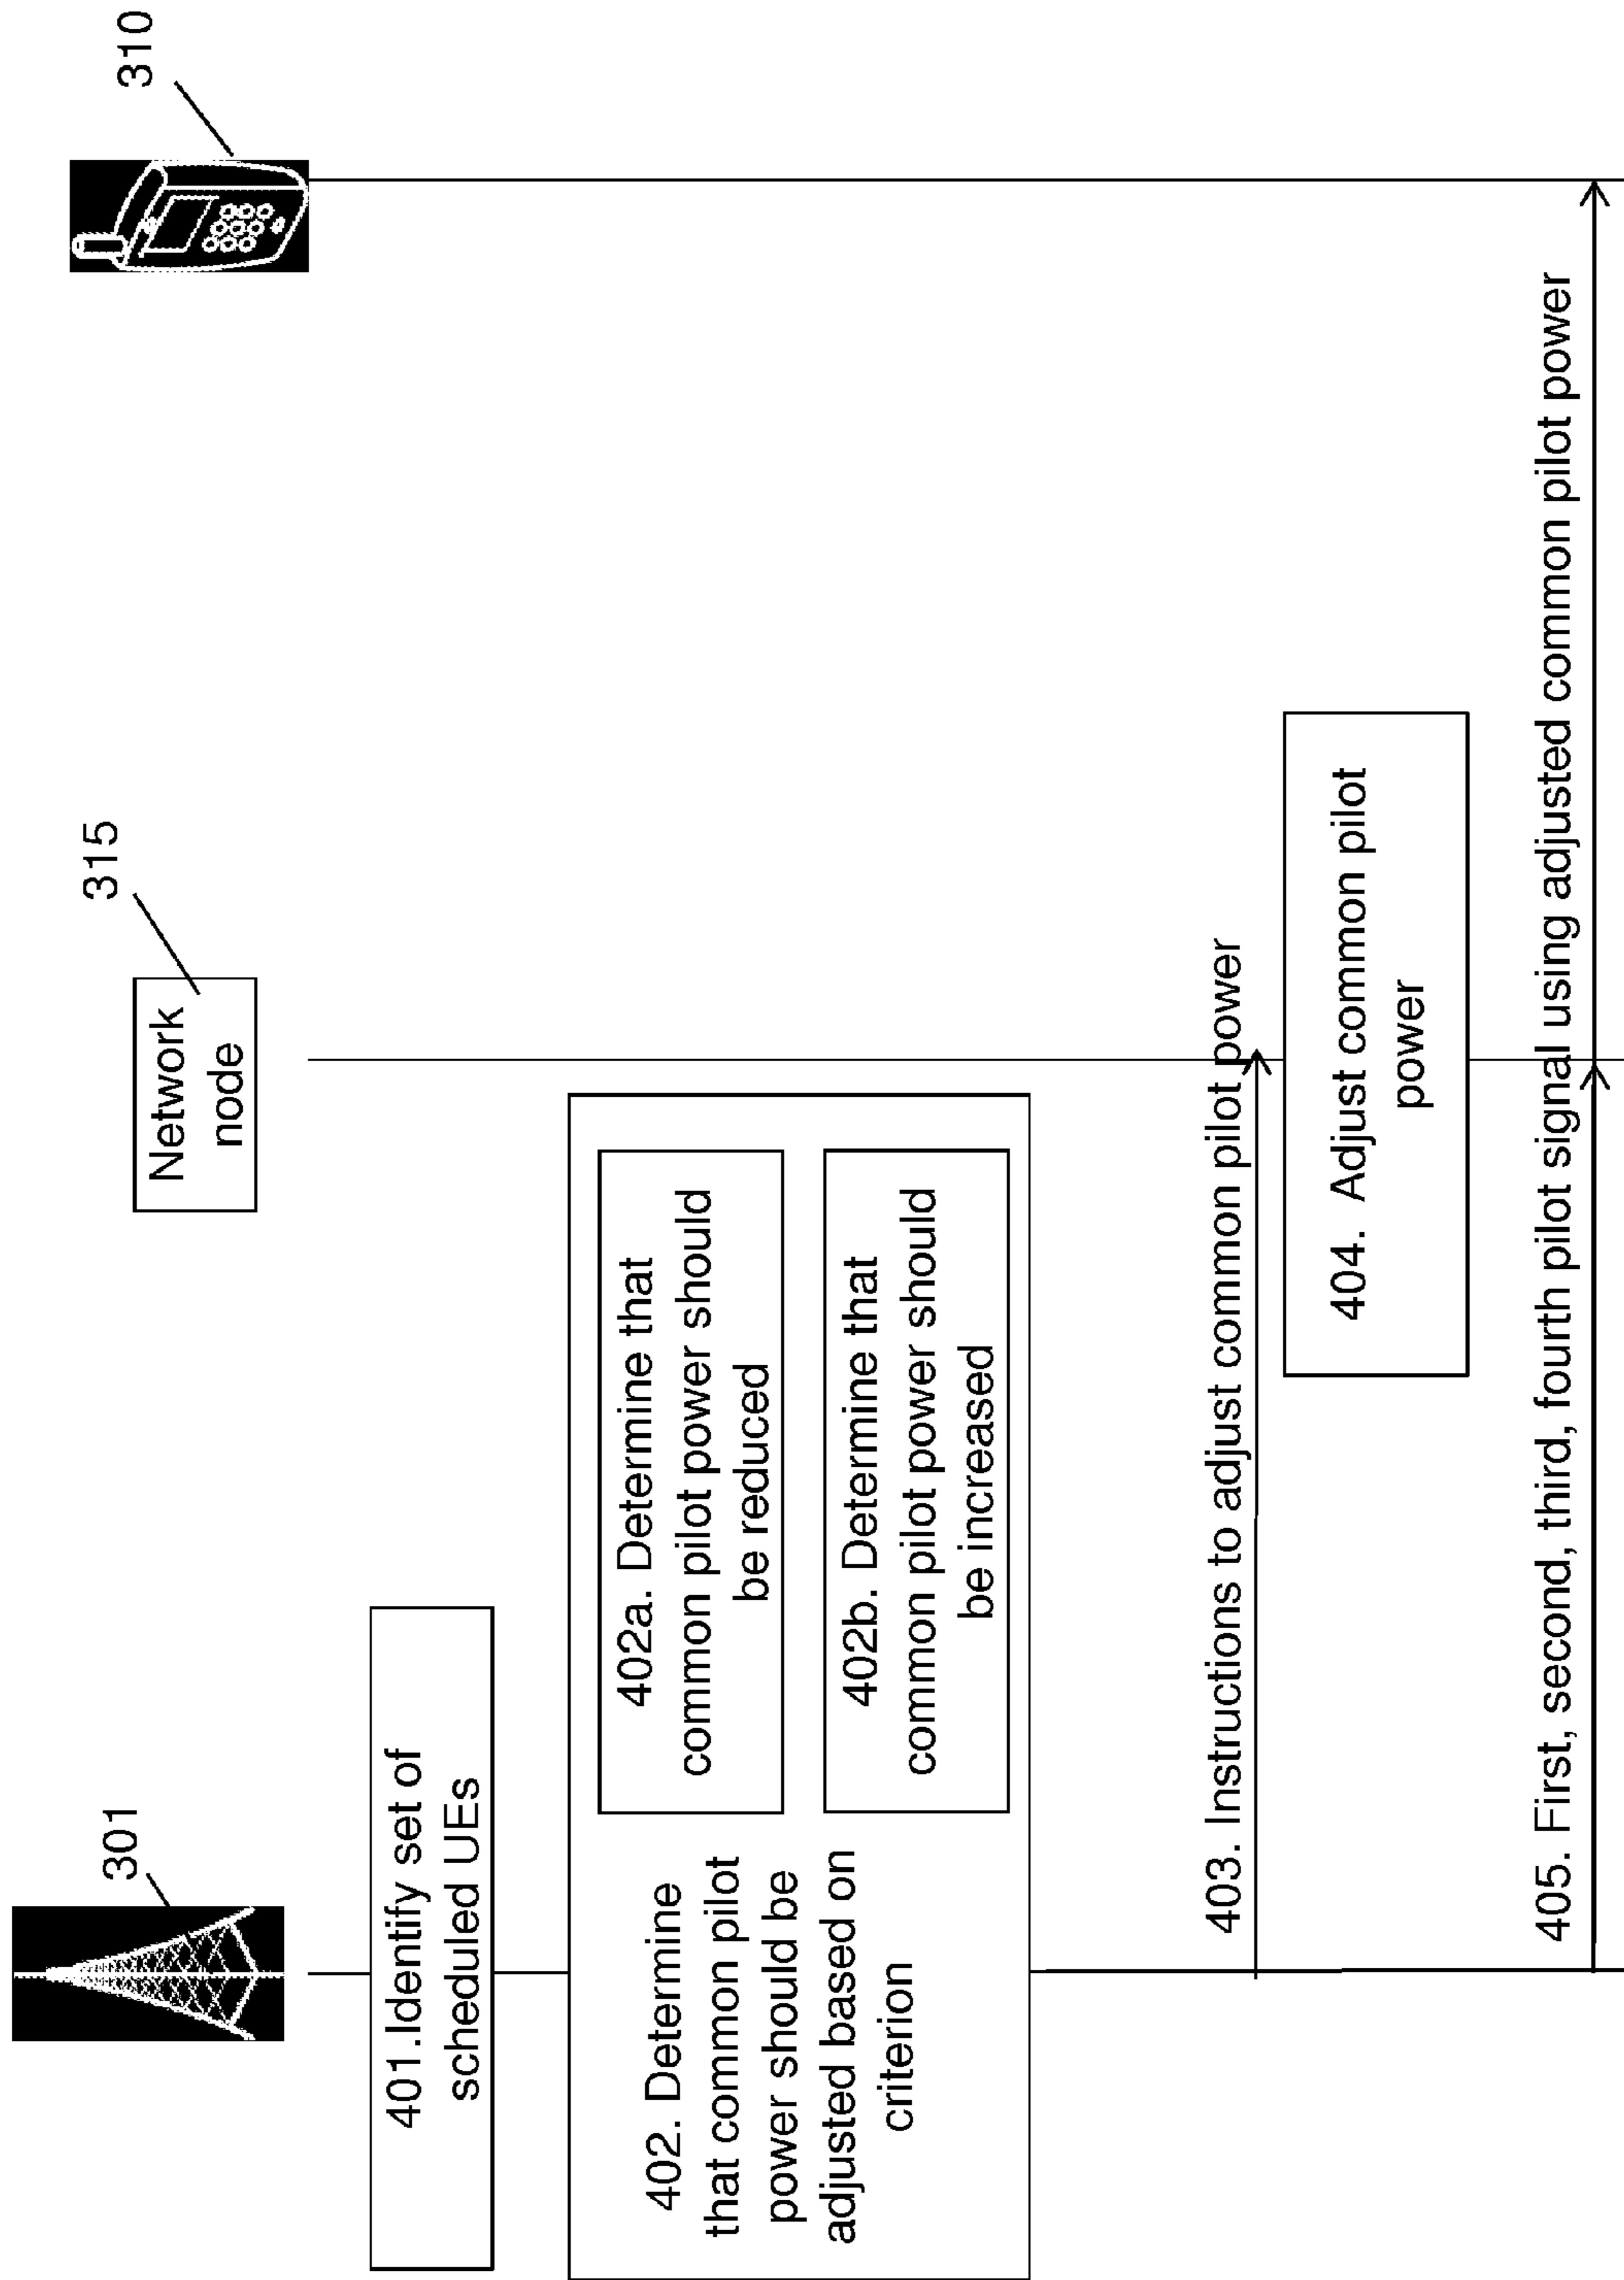 301
Network
node
315
310
401.Identify set of
scheduled UEs
402. Determine
that common pilot
power should be
adjusted based on
criterion
402a. Determine that
common pilot power should
be reduced
402b. Determine that
common pilot power should
be increased
403. Instructions to adjust common pilot power
404. Adjust common pilot
power
405. First, second, third, fourth pilot signal using adjusted common pilot power